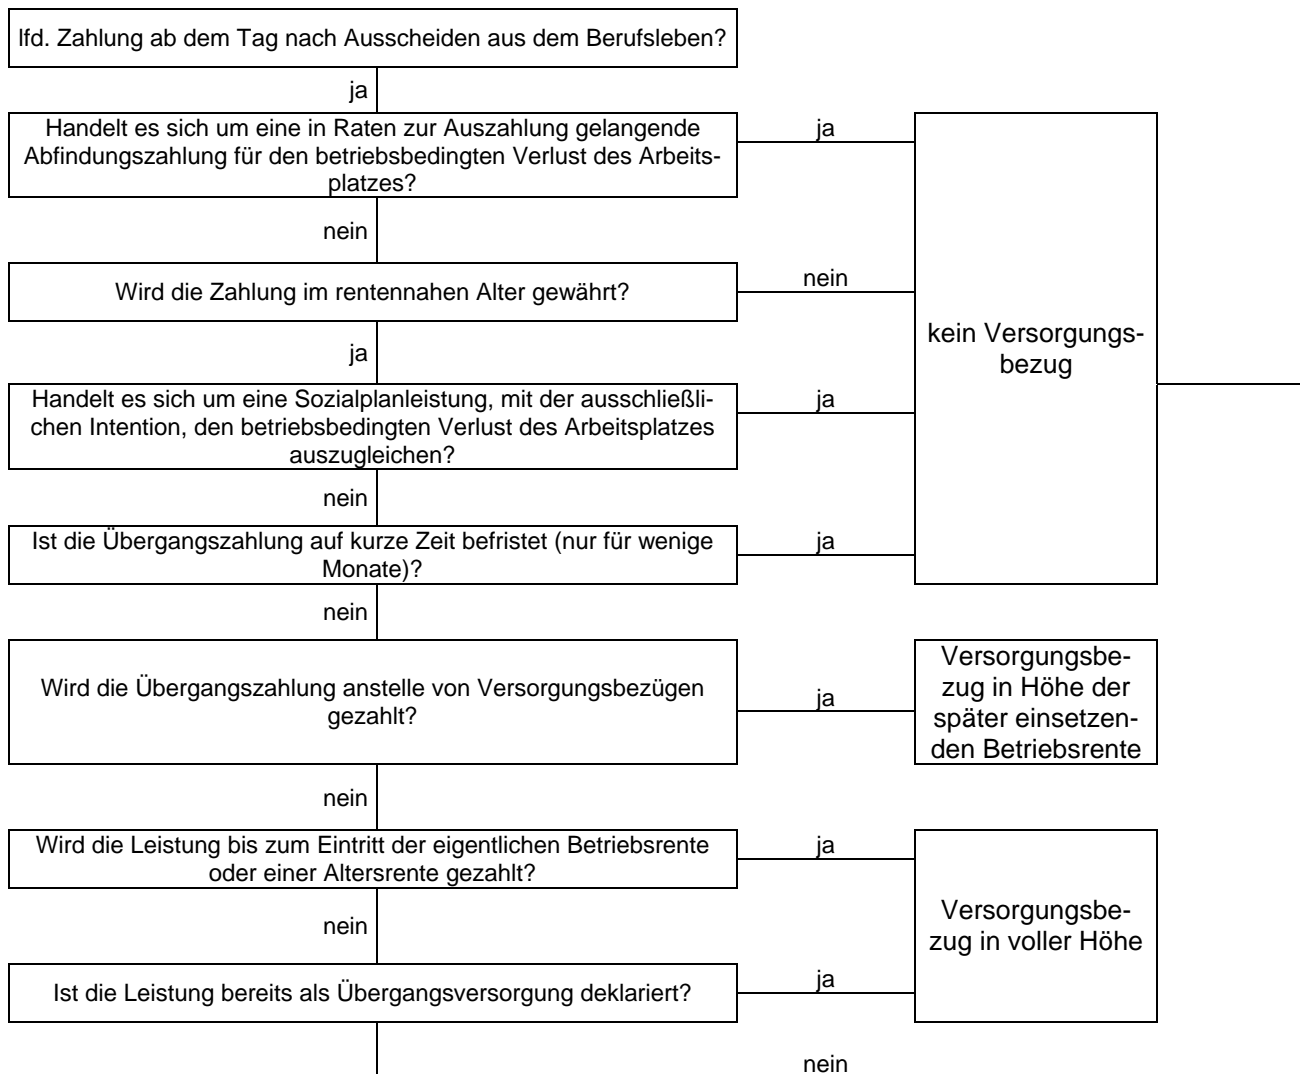 lfd. Zahlung ab dem Tag nach Ausscheiden aus dem Berufsleben?
ja
Handelt es sich um eine in Raten zur Auszahlung gelangende
Abfindungszahlung für den betriebsbedingten Verlust des Arbeits-
platzes?
ja
nein
Wird die Zahlung im rentennahen Alter gewährt?
nein
kein Versorgungs-
bezug
ja
Handelt es sich um eine Sozialplanleistung, mit der ausschließli-
chen Intention, den betriebsbedingten Verlust des Arbeitsplatzes
auszugleichen?
ja
nein
Ist die Übergangszahlung auf kurze Zeit befristet (nur für wenige
Monate)?
ja
nein
Wird die Übergangszahlung anstelle von Versorgungsbezügen
gezahlt?
ja
Versorgungsbe-
zug in Höhe der
später einsetzen-
den Betriebsrente
nein
Wird die Leistung bis zum Eintritt der eigentlichen Betriebsrente
oder einer Altersrente gezahlt?
ja
Versorgungsbe-
zug in voller Höhe
nein
Ist die Leistung bereits als Übergangsversorgung deklariert?
ja
nein